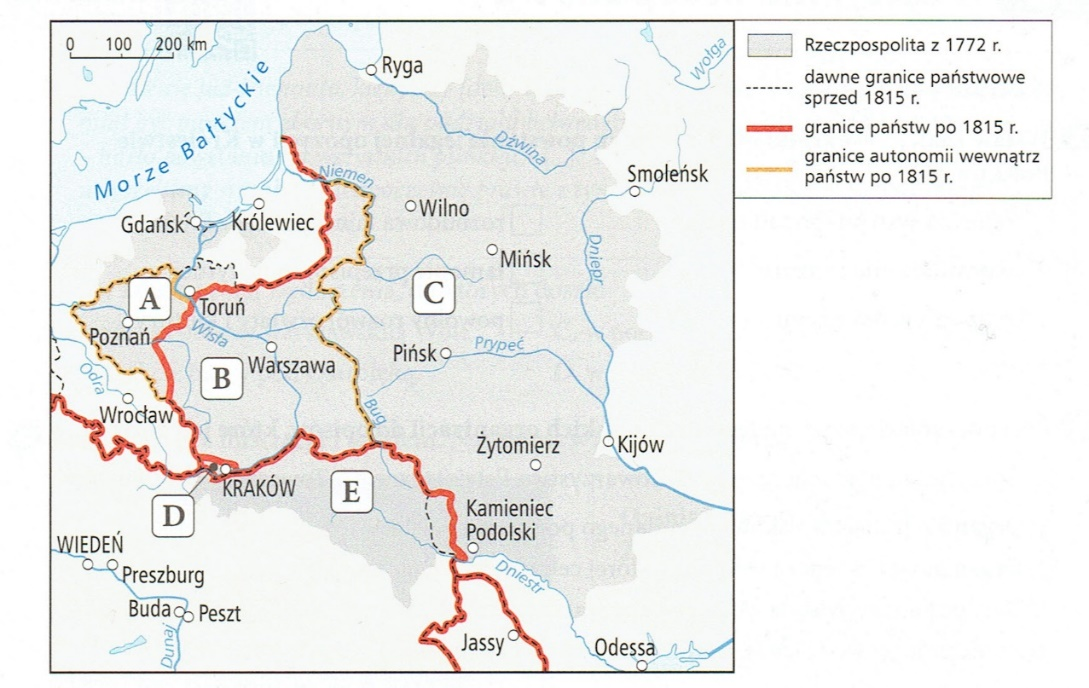 0 100 200 km
Morze Bałtyckie
Ryga
Wołga
Dźwina
Niemen
Smoleńsk
Gdańsk
Królewiec
Wilno
Mińsk
Dniepr
A
Toruń
C
Poznań
Wisła
Warszawa
Pińsk
Prypeć
B
Odra
Wrocław
Bug
Żytomierz
Kijów
KRAKÓW
E
D
Kamieniec
Podolski
WIEDEŃ
Preszburg
Dniestr
Buda
Peszt
Dunaj
Jassy
Odessa
Rzeczpospolita z 1772 r.
dawne granice państwowe
sprzed 1815 r.
granice państw po 1815 r.
granice autonomii wewnątrz
państw po 1815 r.